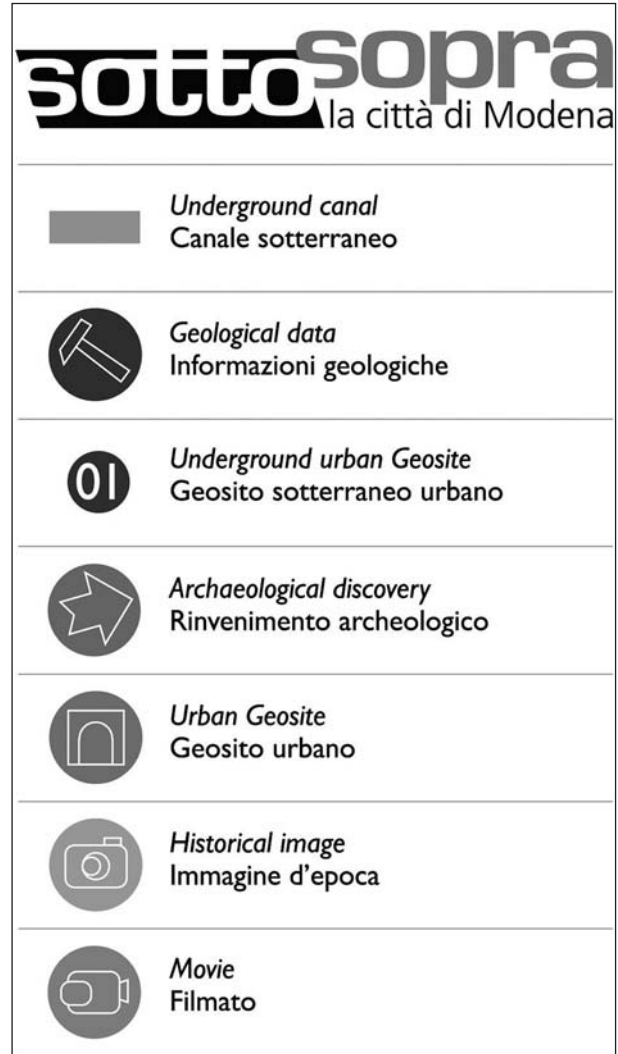 sotto sopra
la città di Modena
Underground canal
Canale sotterraneo
Geological data
Informazioni geologiche
01
Underground urban Geosite
Geosito sotterraneo urbano
Archaeological discovery
Rinvenimento archeologico
Urban Geosite
Geosito urbano
Historical image
Immagine d'epoca
Movie
Filmato